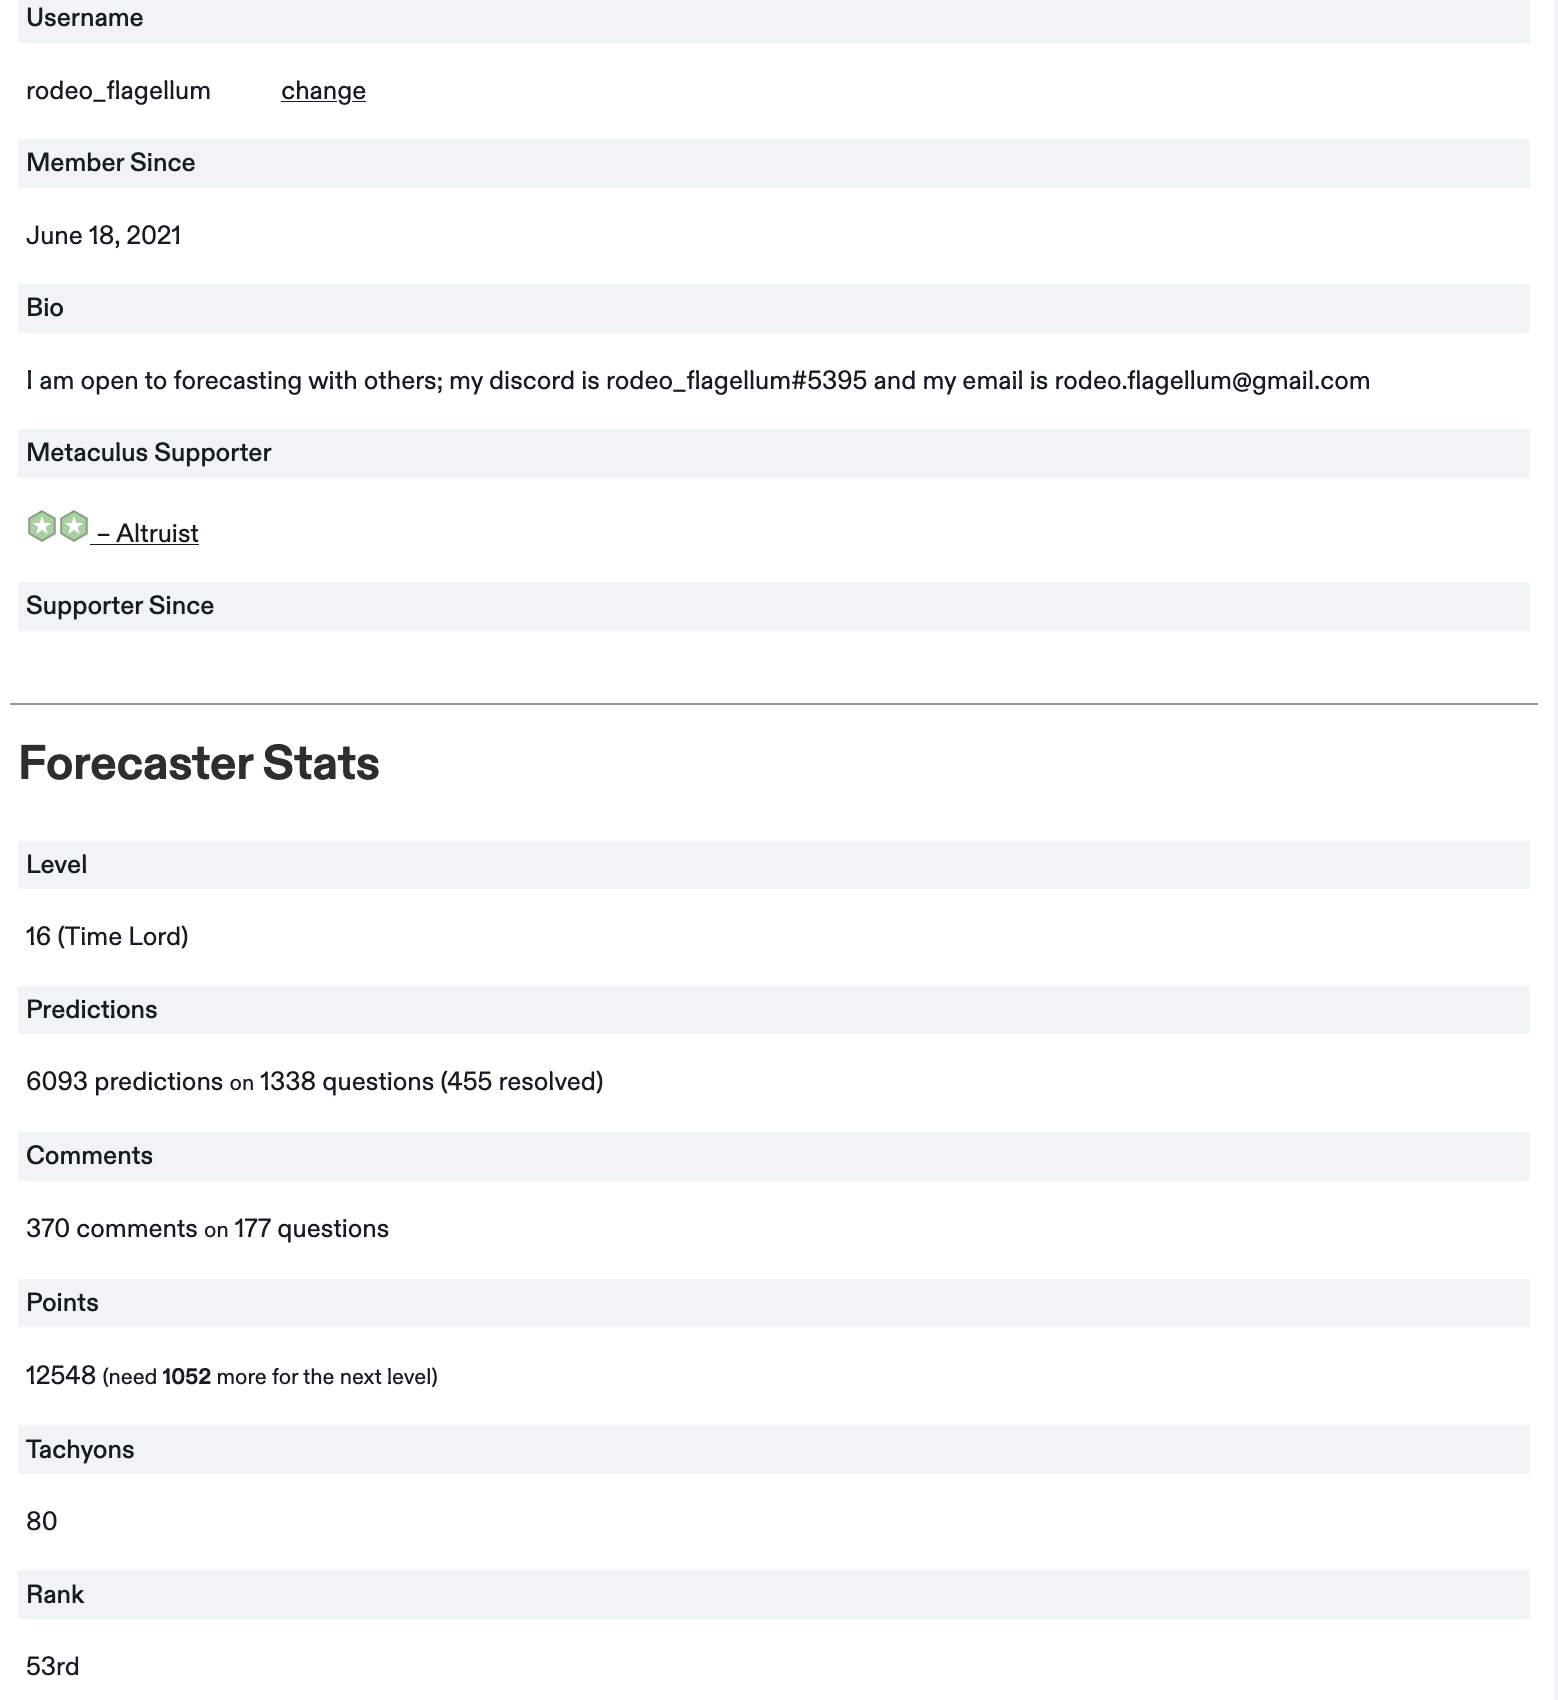 Username
rodeo_flagellum change
Member Since
June 18, 2021
Bio
I am open to forecasting with others; my discord is rodeo_flagellum#5395 and my email is rodeo.flagellum@gmail.com
Metaculus Supporter
– Altruist
Supporter Since
Forecaster Stats
Level
16 (Time Lord)
Predictions
6093 predictions on 1338 questions (455 resolved)
Comments
370 comments on 177 questions
Points
12548 (need 1052 more for the next level)
Tachyons
80
Rank
53rd